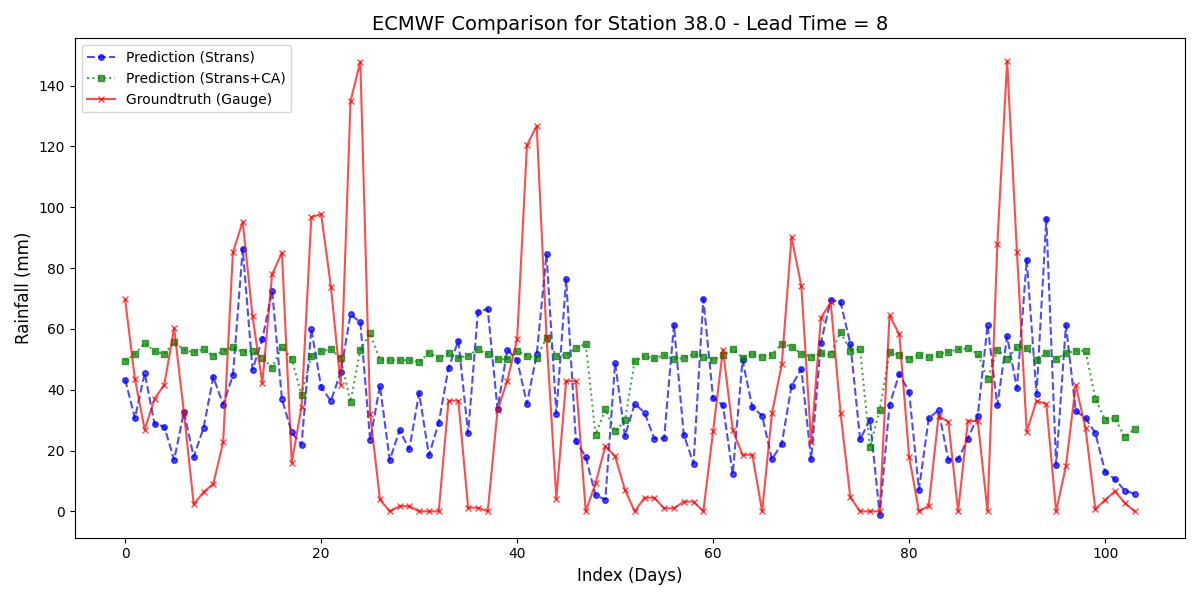 ECMWF Comparison for Station 38.0 - Lead Time = 8
Prediction (Strans)
Prediction (Strans+CA)
Groundtruth (Gauge)
Rainfall (mm)
140
120
100
80
60
40
20
0
0 20 40 60 80 100
Index (Days)